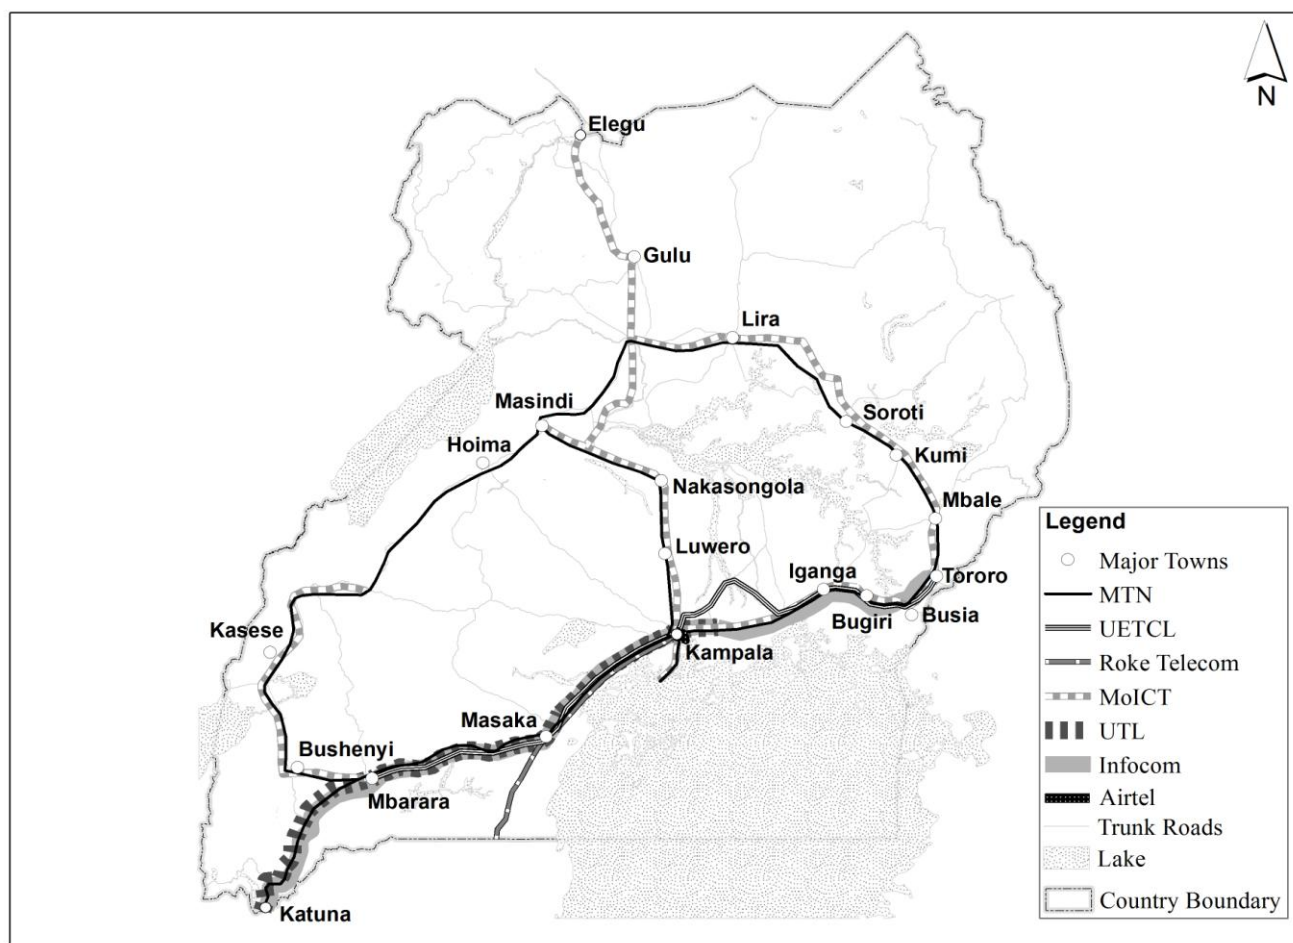 N
Elegu
Gulu
Lira
Masindi
Soroti
Hoima
Kumi
Nakasongola
Mbale
Luwero
Iganga
Tororo
Bugiri
Busia
Kasese
Kampala
Masaka
Bushenyi
Mbarara
Katuna
Legend
Major Towns
MTN
UETCL
Roke Telecom
MoICT
UTL
Infocom
Airtel
Trunk Roads
Lake
Country Boundary